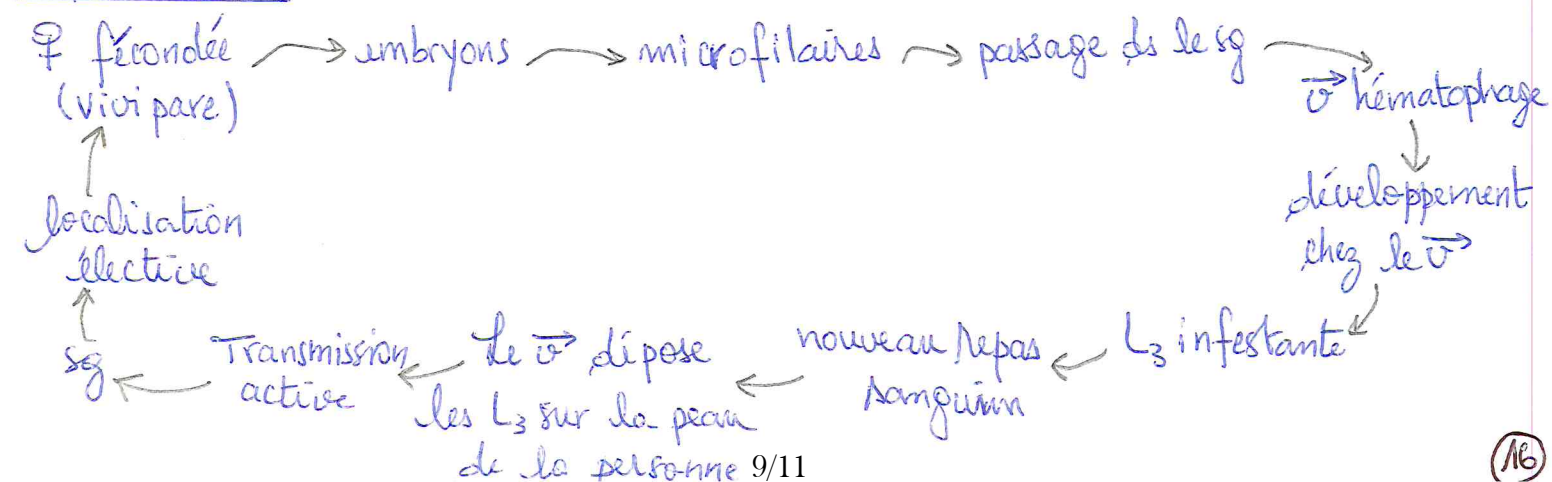 ♀ fécondée → embryons → microfilaires → passage ds le sg →
(vivipare)
v⃗ hématophage
développement
chez le v⃗
L₃ infestante
nouveau repas
sanguin
Le v⃗ dépose
les L₃ sur la peau
de la personne
Transmission
active
sg
localisation
élective
9/11
16